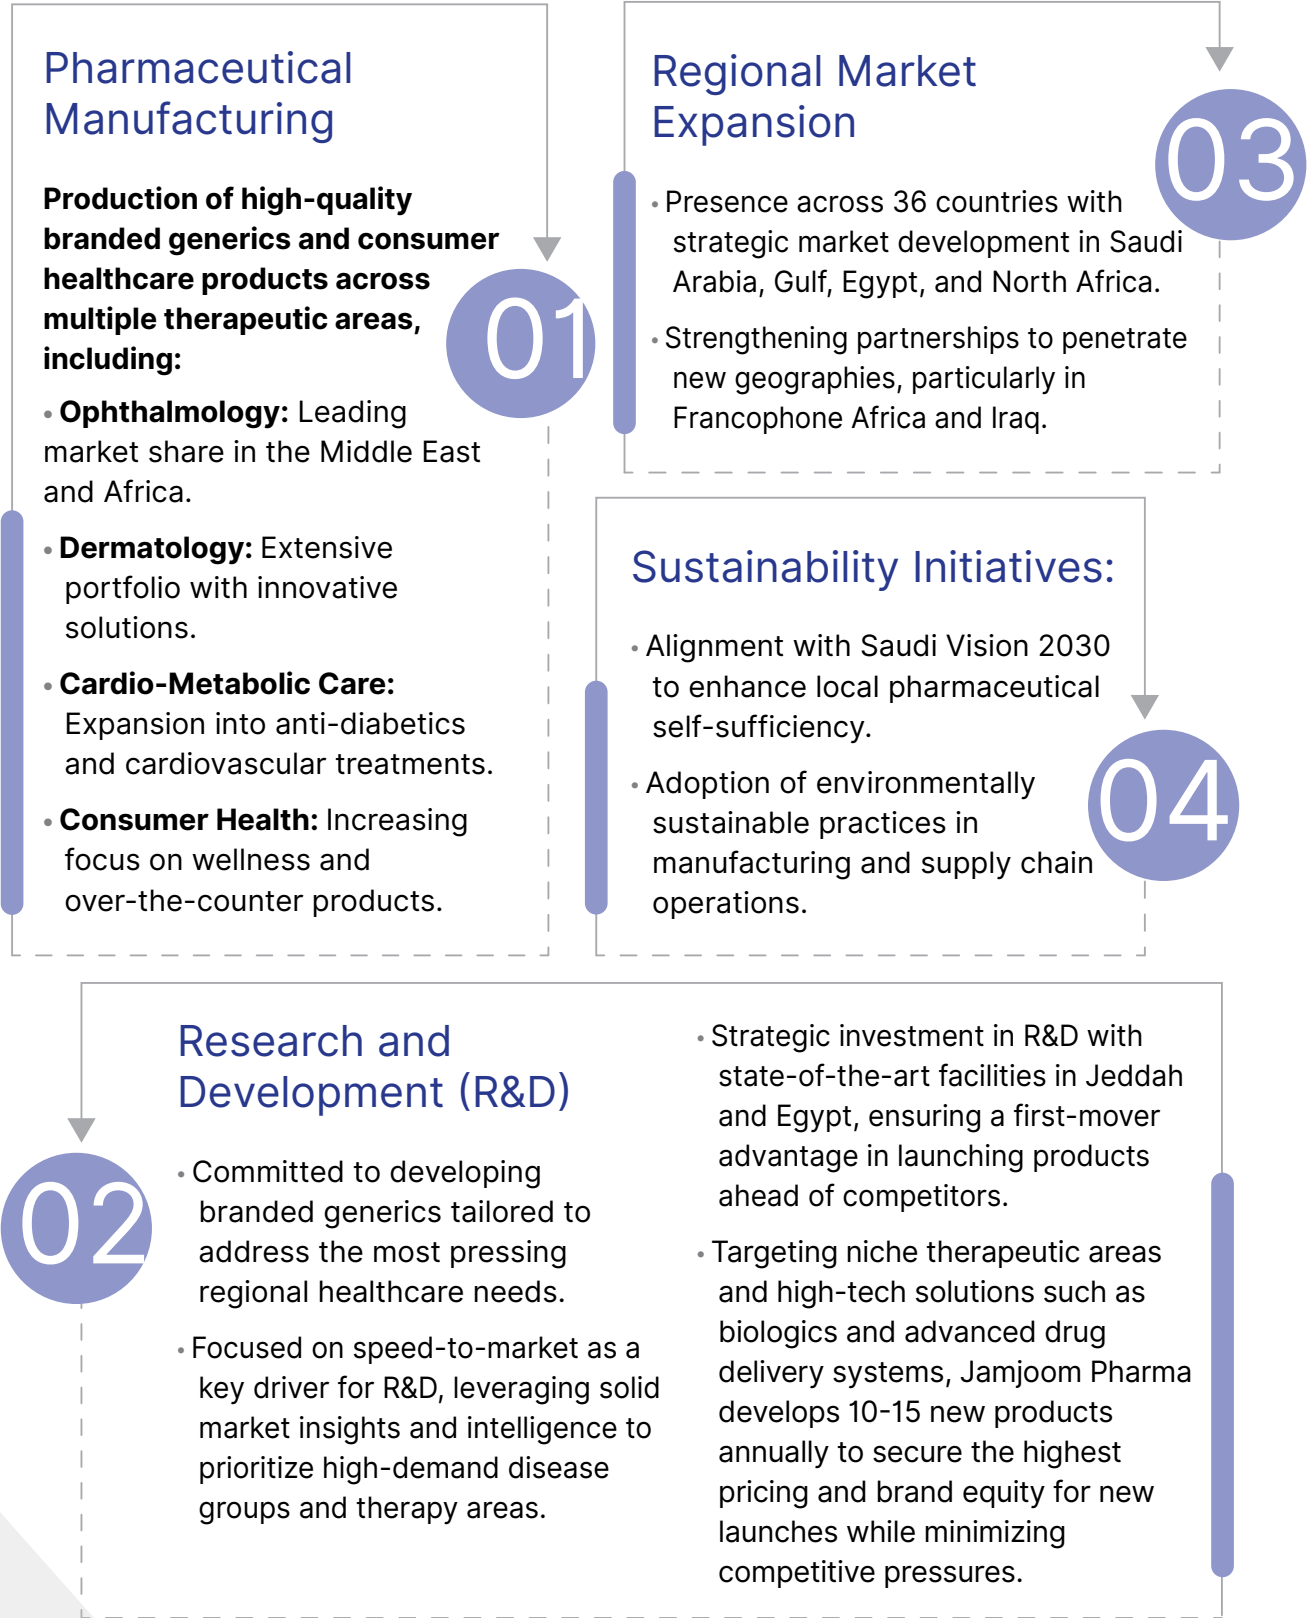 Pharmaceutical
Manufacturing
Production of high-quality
branded generics and consumer
healthcare products across
multiple therapeutic areas,
including:
• Ophthalmology: Leading
market share in the Middle East
and Africa.
• Dermatology: Extensive
portfolio with innovative
solutions.
• Cardio-Metabolic Care:
Expansion into anti-diabetics
and cardiovascular treatments.
• Consumer Health: Increasing
focus on wellness and
over-the-counter products.
01
Research and
Development (R&D)
• Committed to developing
branded generics tailored to
address the most pressing
regional healthcare needs.
• Focused on speed-to-market as a
key driver for R&D, leveraging solid
market insights and intelligence to
prioritize high-demand disease
groups and therapy areas.
• Strategic investment in R&D with
state-of-the-art facilities in Jeddah
and Egypt, ensuring a first-mover
advantage in launching products
ahead of competitors.
• Targeting niche therapeutic areas
and high-tech solutions such as
biologics and advanced drug
delivery systems, Jamjoom Pharma
develops 10-15 new products
annually to secure the highest
pricing and brand equity for new
launches while minimizing
competitive pressures.
02
Regional Market
Expansion
• Presence across 36 countries with
strategic market development in Saudi
Arabia, Gulf, Egypt, and North Africa.
• Strengthening partnerships to penetrate
new geographies, particularly in
Francophone Africa and Iraq.
03
Sustainability Initiatives:
• Alignment with Saudi Vision 2030
to enhance local pharmaceutical
self-sufficiency.
• Adoption of environmentally
sustainable practices in
manufacturing and supply chain
operations.
04